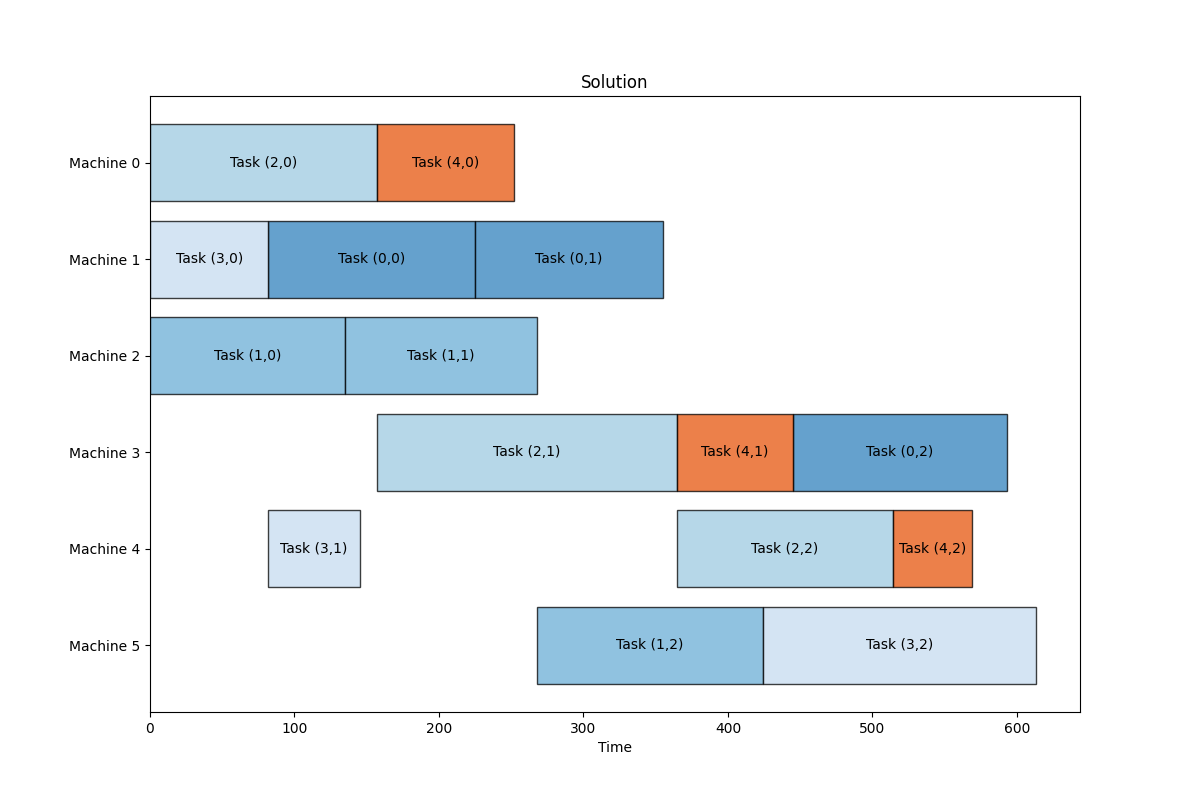 Solution
Machine 0
Task (2,0)
Task (4,0)
Machine 1
Task (3,0)
Task (0,0)
Task (0,1)
Machine 2
Task (1,0)
Task (1,1)
Machine 3
Task (2,1)
Task (4,1)
Task (0,2)
Machine 4
Task (3,1)
Task (2,2)
Task (4,2)
Machine 5
Task (1,2)
Task (3,2)
0 100 200 300 400 500 600
Time